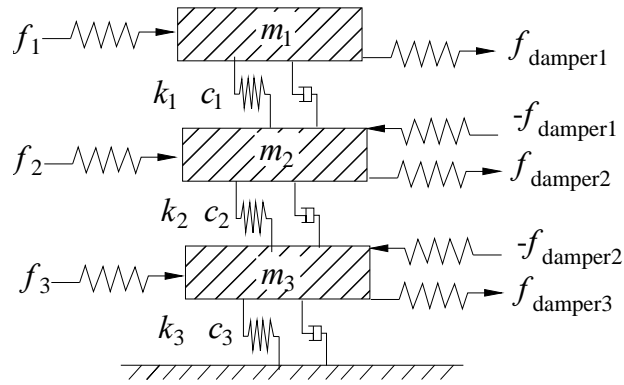 f1 m1 fdamper1
k1 c1
-fdamper1
f2 m2 fdamper2
k2 c2
-fdamper2
f3 m3 fdamper3
k3 c3